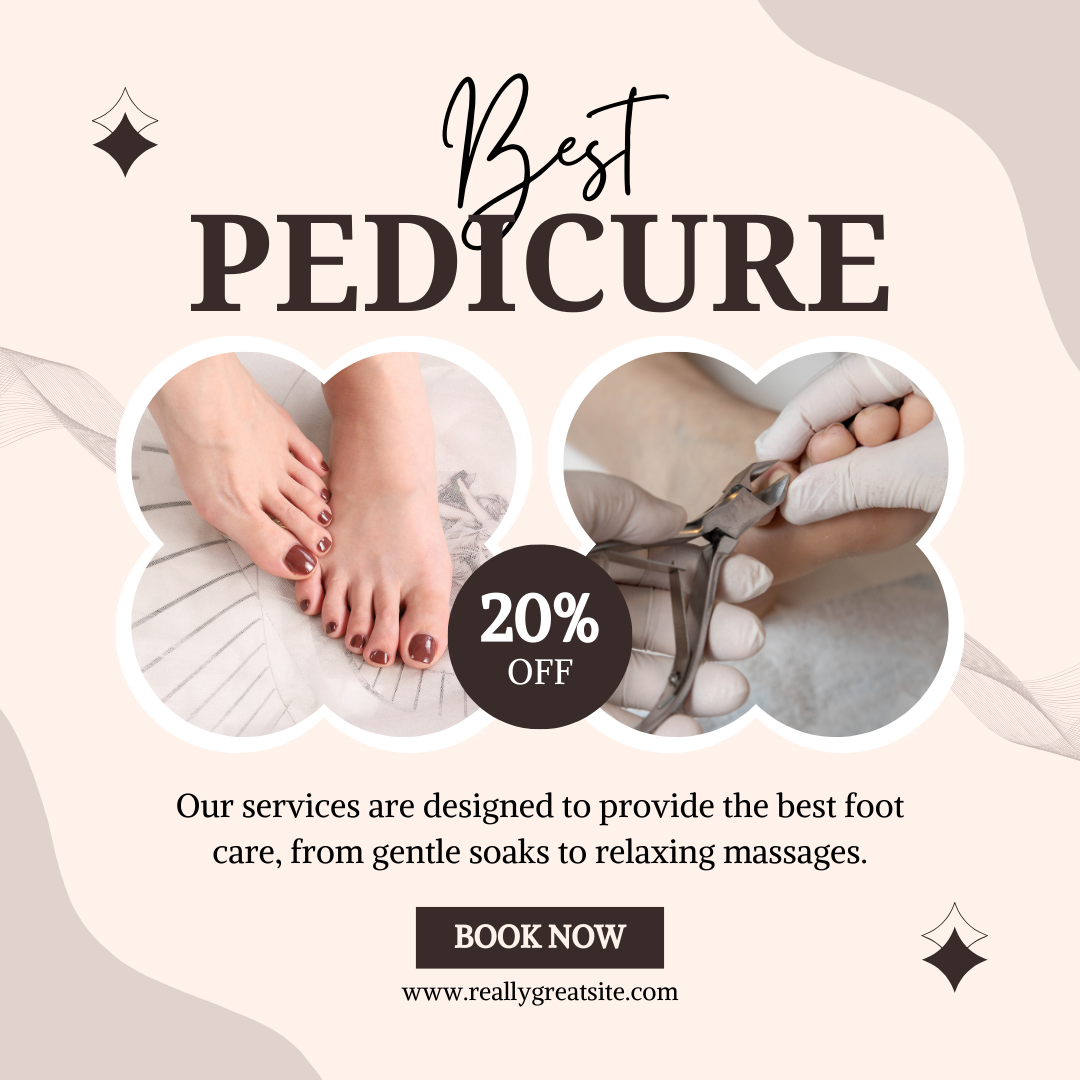 Best
PEDICURE
20%
OFF
Our services are designed to provide the best foot
care, from gentle soaks to relaxing massages.
BOOK NOW
www.reallygreatsite.com